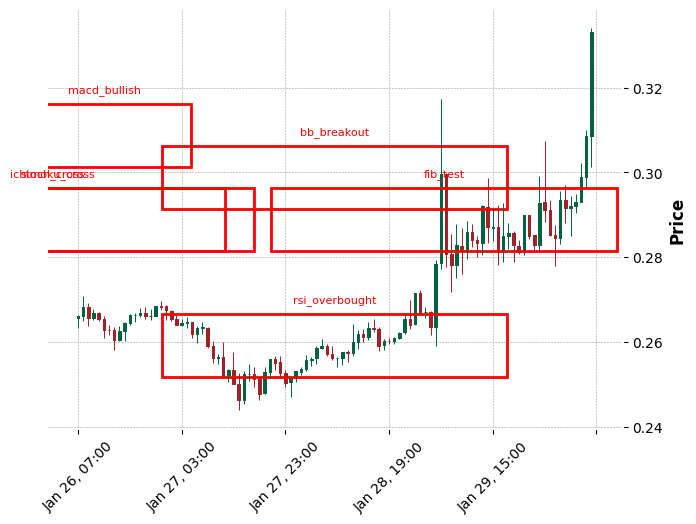 macd_bullish
bb_breakout
stoch_cross
fib_test
rsi_overbought
0.32
0.30
0.28
0.26
0.24
Price
Jan 26, 07:00
Jan 27, 03:00
Jan 27, 23:00
Jan 28, 19:00
Jan 29, 15:00